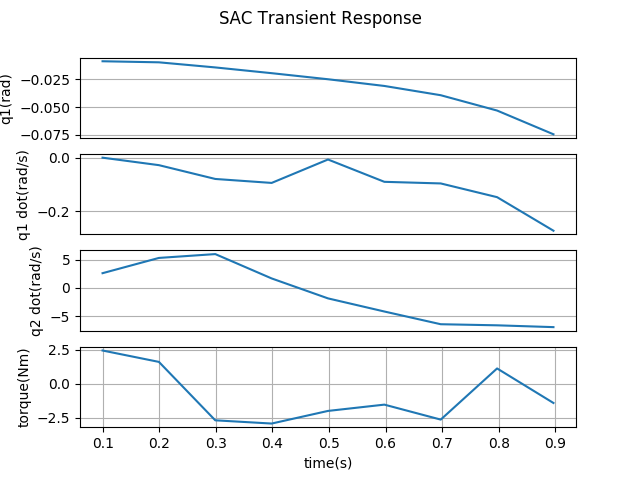 SAC Transient Response
q1(rad)
−0.025
−0.050
−0.075
q1 dot(rad/s)
0.0
−0.2
q2 dot(rad/s)
5
0
−5
torque(Nm)
2.5
0.0
−2.5
0.1 0.2 0.3 0.4 0.5 0.6 0.7 0.8 0.9
time(s)